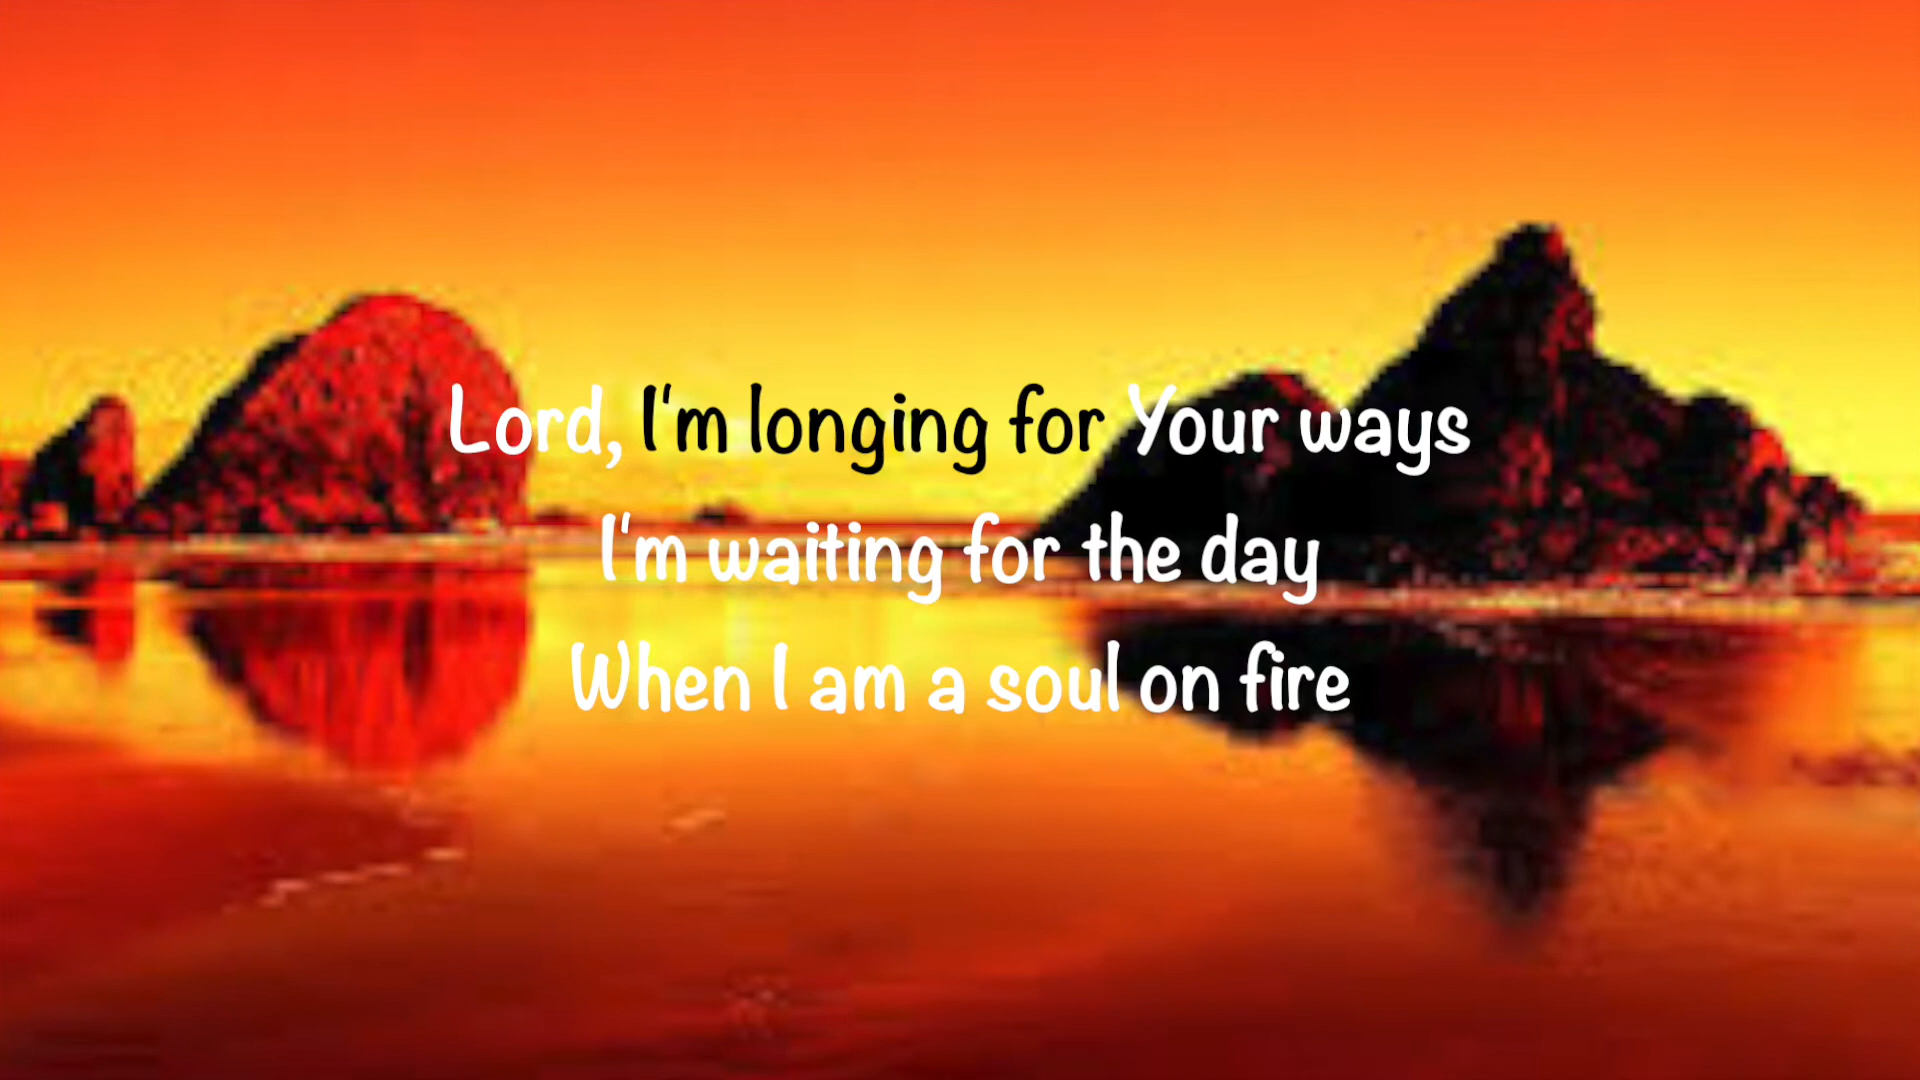 Lord, I'm longing for Your ways
I'm waiting for the day
When I am a soul on fire